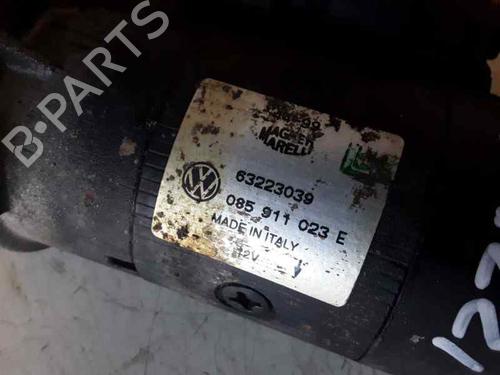 B-PARTS
MAGNETI
MARELLI
63223039
085 911 023 E
MADE IN ITALY
12V